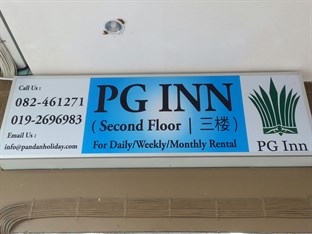 Call Us :
082-461271
019-2696983
Email Us :
info@pandanholiday.com
PG INN
( Second Floor | 三楼 )
For Daily/Weekly/Monthly Rental
PG Inn